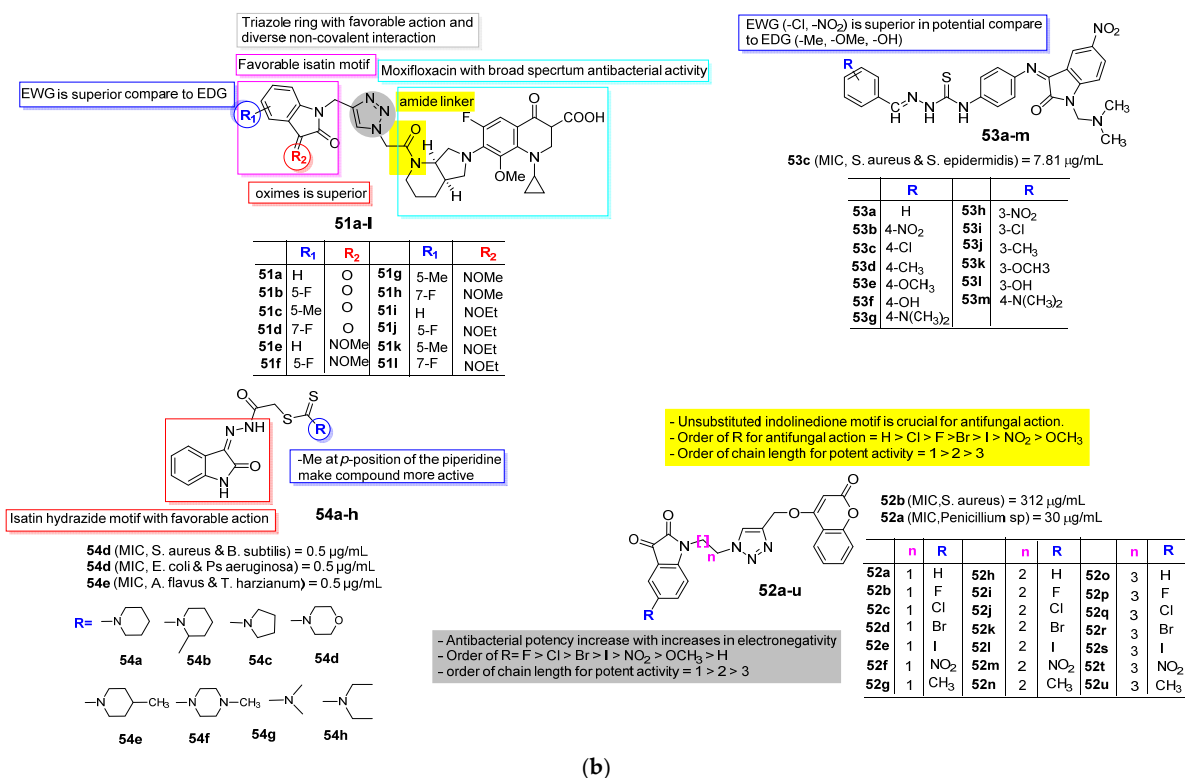 Triazole ring with favorable action and
diverse non-covalent interaction
Favorable isatin motif
Moxifloxacin with broad specrtum antibacterial activity
EWG is superior compare to EDG
amide linker
R1
R2
O
N
N
N
N
O
N
H
H
N
F
O
COOH
N
OMe
oximes is superior
51a-l
R1 R2 R1 R2
51a H O 51g 5-Me NOMe
51b 5-F O 51h 7-F NOMe
51c 5-Me O 51i H NOEt
51d 7-F O 51j 5-F NOEt
51e H NOMe 51k 5-Me NOEt
51f 5-F NOMe 51l 7-F NOEt
EWG (-Cl, -NO2) is superior in potential compare
to EDG (-Me, -OMe, -OH)
R
N
N
H
S
N
H
N
NO2
O
N
N
CH3
CH3
53a-m
53c (MIC, S. aureus & S. epidermidis) = 7.81 µg/mL
R R
53a H 53h 3-NO2
53b 4-NO2 53i 3-Cl
53c 4-Cl 53j 3-CH3
53d 4-CH3 53k 3-OCH3
53e 4-OCH3 53l 3-OH
53f 4-OH 53m 4-N(CH3)2
53g 4-N(CH3)2
O
S
S
R
N
NH
O
N
H
-Me at p-position of the piperidine
make compound more active
54a-h
Isatin hydrazide motif with favorable action
54d (MIC, S. aureus & B. subtilis) = 0.5 µg/mL
54d (MIC, E. coli & Ps aeruginosa) = 0.5 µg/mL
54e (MIC, A. flavus & T. harzianum) = 0.5 µg/mL
R=
N
N
N
N O
54a 54b 54c 54d
N CH3
N N CH3
N
N
54e 54f 54g 54h
- Unsubstituted indolinedione motif is crucial for antifungal action.
- Order of R for antifungal action = H > Cl > F >Br > I > NO2 > OCH3
- Order of chain length for potent activity = 1 > 2 > 3
O
O
N
[ ]
n
N
N
N
O
O
O
R
52a-u
52b (MIC,S. aureus) = 312 µg/mL
52a (MIC,Penicillium sp) = 30 µg/mL
n R n R n R
52a 1 H 52h 2 H 52o 3 H
52b 1 F 52i 2 F 52p 3 F
52c 1 Cl 52j 2 Cl 52q 3 Cl
52d 1 Br 52k 2 Br 52r 3 Br
52e 1 I 52l 2 I 52s 3 I
52f 1 NO2 52m 2 NO2 52t 3 NO2
52g 1 CH3 52n 2 CH3 52u 3 CH3
- Antibacterial potency increase with increases in electronegativity
- Order of R= F > Cl > Br > I > NO2 > OCH3 > H
- order of chain length for potent activity = 1 > 2 > 3
(b)